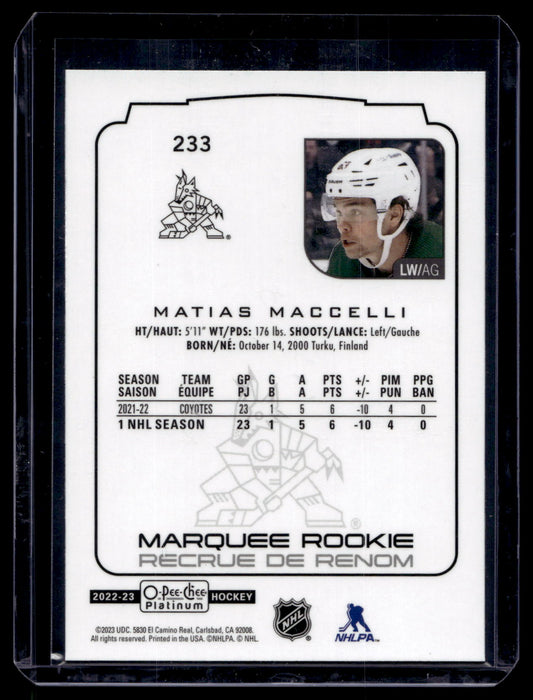 233
LW/AG
MATIAS MACCELLI
HT/HAUT: 5'11" WT/PDS: 176 lbs. SHOOTS/LANCE: Left/Gauche
BORN/NÉ: October 14, 2000 Turku, Finland
SEASON TEAM GP G A PTS +/- PIM PPG
SAISON ÉQUIPE PJ B A PTS +/- PUN BAN
2021-22 COYOTES 23 1 5 6 -10 4 0
1 NHL SEASON 23 1 5 6 -10 4 0
MARQUEE ROOKIE
RECRUE DE RENOM
2022-23 O-Pee-Chee Platinum HOCKEY
NHL
NHLPA
©2023 UDC. 5830 El Camino Real, Carlsbad, CA 92008.
All rights reserved. Printed in the USA. ©NHLPA. © NHL.